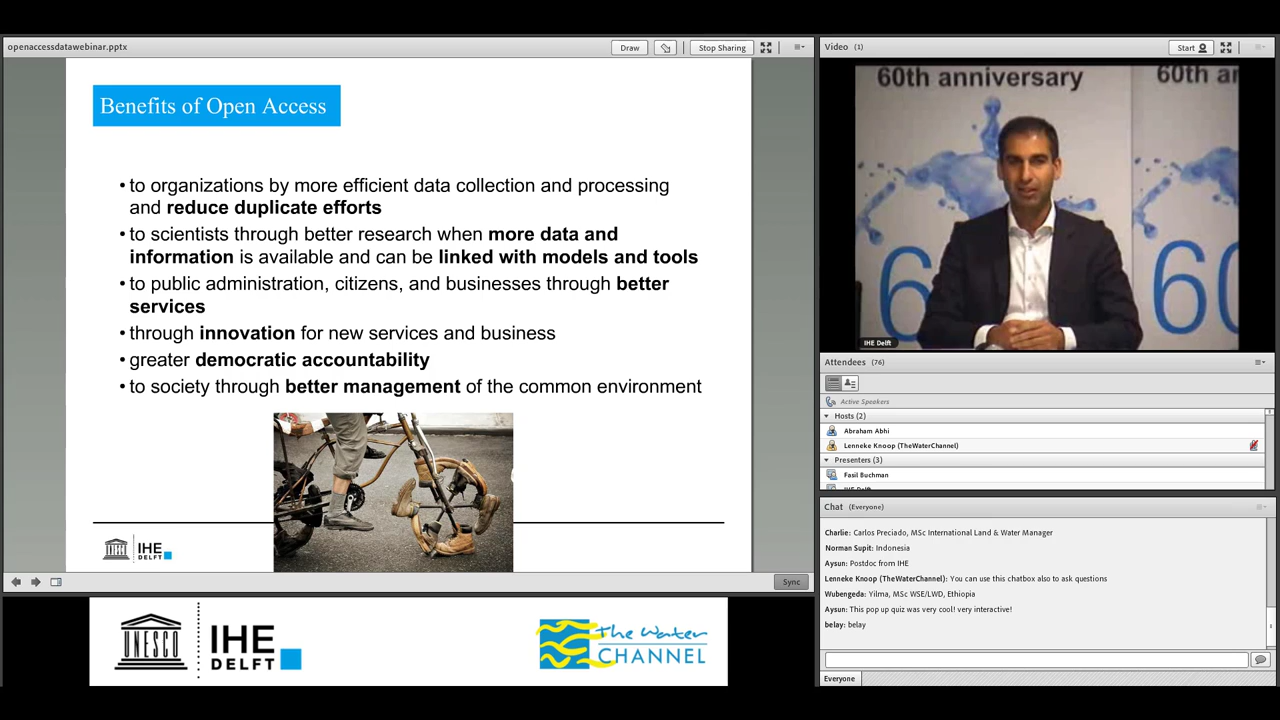 openaccessdatawebinar.pptx
Draw
Stop Sharing
Benefits of Open Access
• to organizations by more efficient data collection and processing
and reduce duplicate efforts
• to scientists through better research when more data and
information is available and can be linked with models and tools
• to public administration, citizens, and businesses through better
services
• through innovation for new services and business
• greater democratic accountability
• to society through better management of the common environment
UNESCO
IHE
DELFT
Sync
UNESCO
IHE
DELFT
The Water
CHANNEL
Video (1)
Start
60th anniversary
60th an
6
60
IHE Delft
Attendees (76)
Active Speakers
Hosts (2)
Abraham Abhi
Lenneke Knoop (TheWaterChannel)
Presenters (3)
Fasil Buchman
IHE Delft
Chat (Everyone)
Charlie: Carlos Preciado, MSc International Land & Water Manager
Norman Supit: Indonesia
Aysun: Postdoc from IHE
Lenneke Knoop (TheWaterChannel): You can use this chatbox also to ask questions
Wubengeda: Yilma, MSc WSE/LWD, Ethiopia
Aysun: This pop up quiz was very cool! very interactive!
belay: belay
Everyone